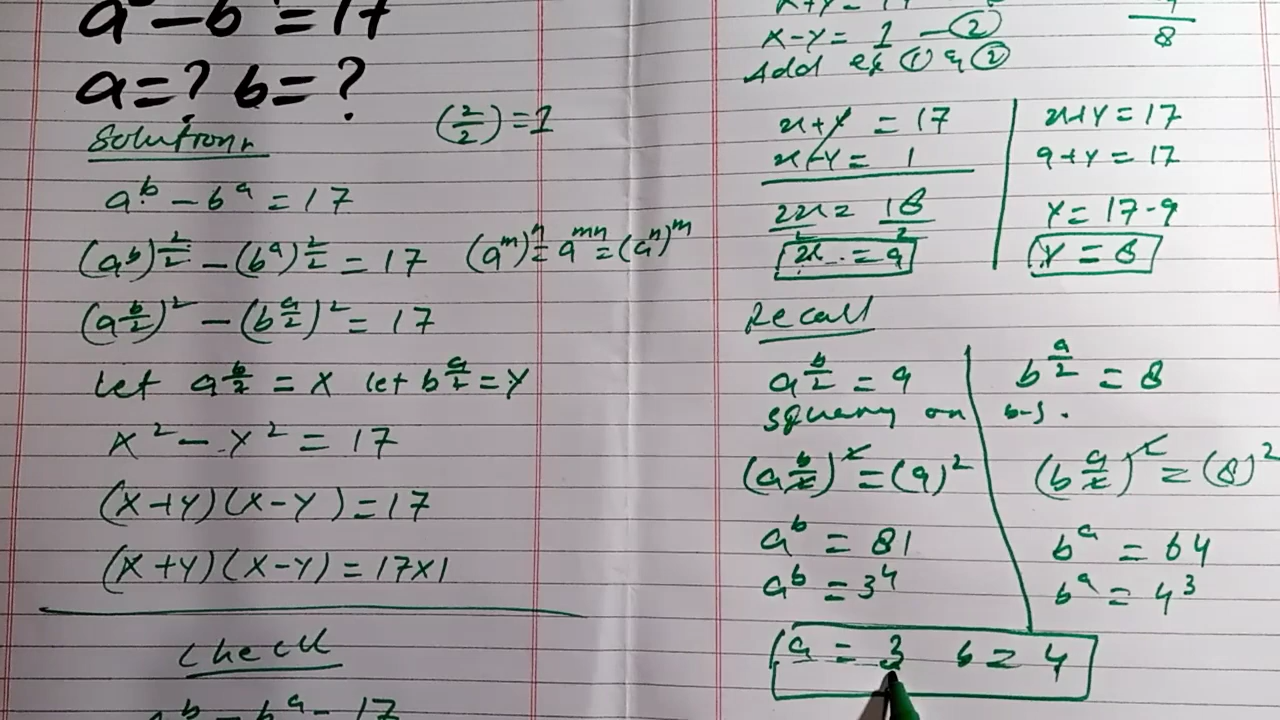 a^b - b^a = 17
a=? b=?
Solution
(2/2) = 1
a^b - b^a = 17
(a^b)^2/2 - (b^a)^2/2 = 17 (a^m)^n = a^mn = (a^n)^m
(a^b/2)^2 - (b^a/2)^2 = 17
Let a^b/2 = x let b^a/2 = y
x^2 - y^2 = 17
(x+y)(x-y) = 17
(x+y)(x-y) = 17x1
Check
a^b - b^a = 17
x-y = 1 - ②
8
Add eq ① & ②
x+y = 17
x-y = 1
2x/2 = 18/2
x = 9
x+y = 17
9+y = 17
y = 17-9
y = 8
Recall
a^b/2 = 9
b^a/2 = 8
squaring on b-s.
(a^b/2)^2 = (9)^2
(b^a/2)^2 = (8)^2
a^b = 81
b^a = 64
a^b = 3^4
b^a = 4^3
a = 3 b = 4